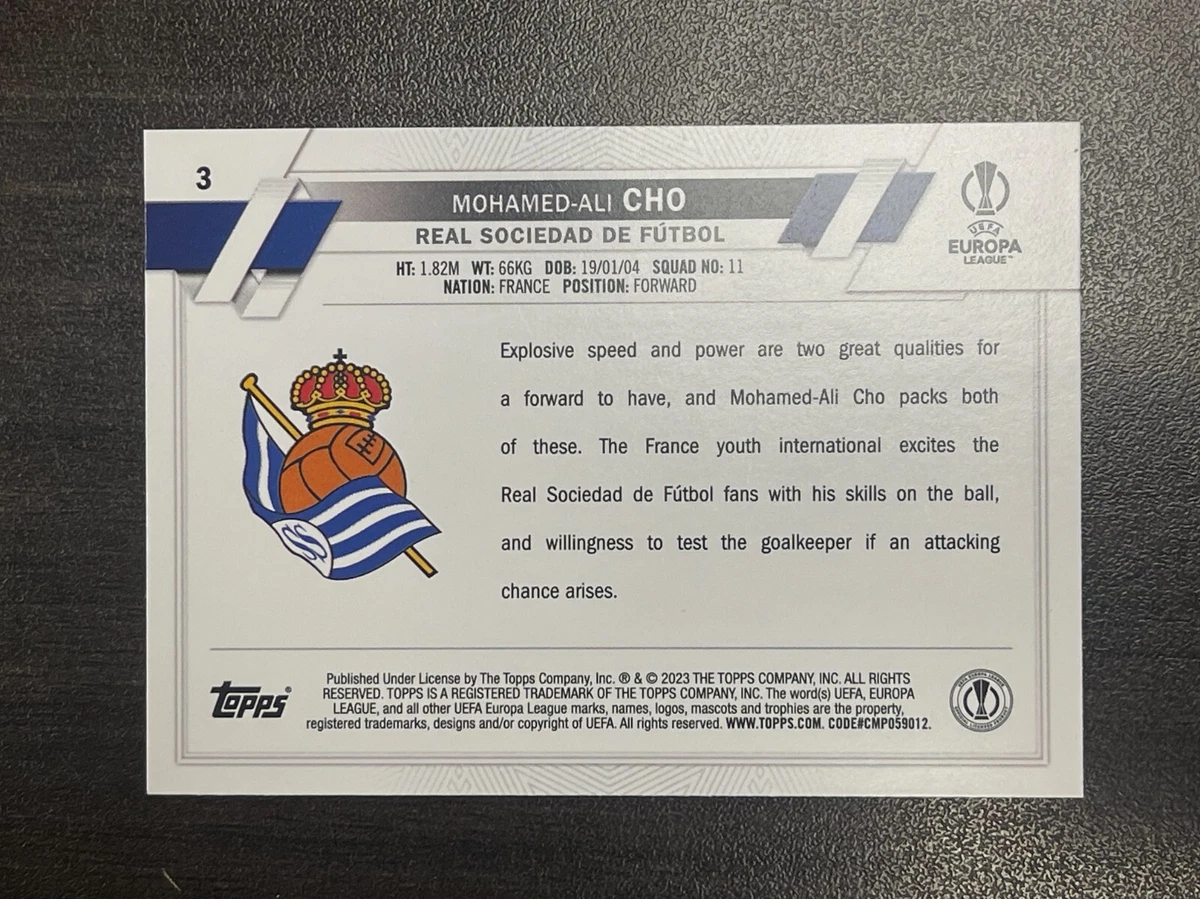 3
MOHAMED-ALI CHO
REAL SOCIEDAD DE FÚTBOL
HT: 1.82M WT: 66KG DOB: 19/01/04 SQUAD NO: 11
NATION: FRANCE POSITION: FORWARD
UEFA
EUROPA
LEAGUE™
Explosive speed and power are two great qualities for
a forward to have, and Mohamed-Ali Cho packs both
of these. The France youth international excites the
Real Sociedad de Fútbol fans with his skills on the ball,
and willingness to test the goalkeeper if an attacking
chance arises.
topps®
Published Under License by The Topps Company, Inc. ® & © 2023 THE TOPPS COMPANY, INC. ALL RIGHTS
RESERVED. TOPPS IS A REGISTERED TRADEMARK OF THE TOPPS COMPANY, INC. The word(s) UEFA, EUROPA
LEAGUE, and all other UEFA Europa League marks, names, logos, mascots and trophies are the property,
registered trademarks, designs and/or copyright of UEFA. All rights reserved. WWW.TOPPS.COM. CODE#CMP059012.